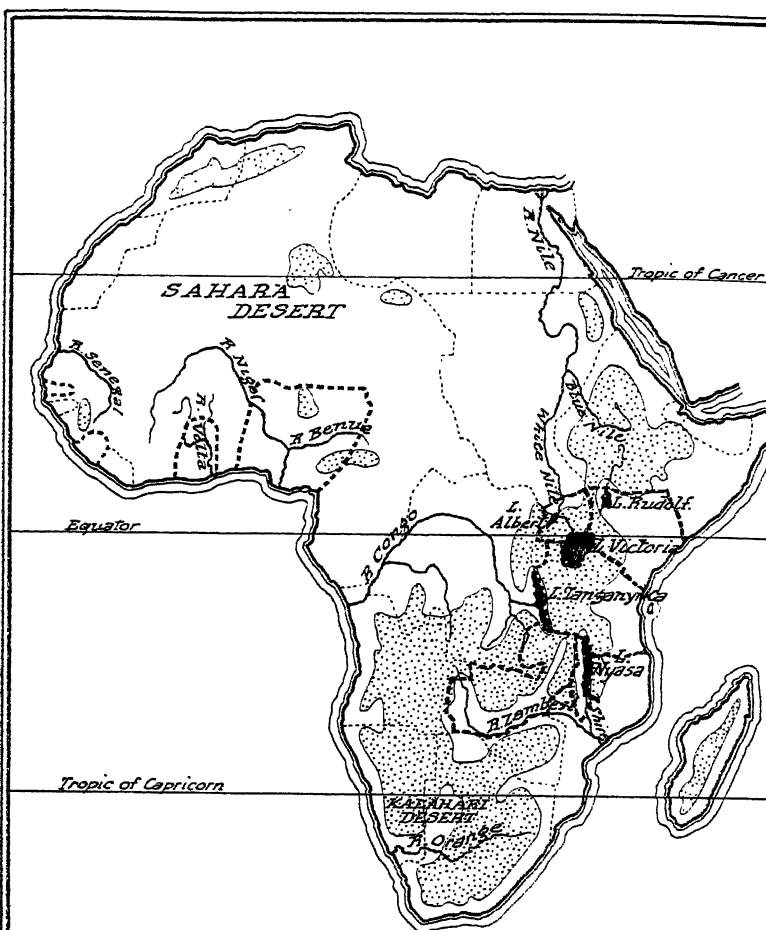 R. Nile
Tropic of Cancer
SAHARA
DESERT
R. Senegal
R. Niger
R. Volta
R. Benue
Blue Nile
White Nile
L. Rudolf.
L.
Albert
Equator
R. Congo
L. Victoria
L. Tanganyika
L.
Nyasa
R. Zambesi
Shire
Tropic of Capricorn
KALAHARI
DESERT
R. Orange